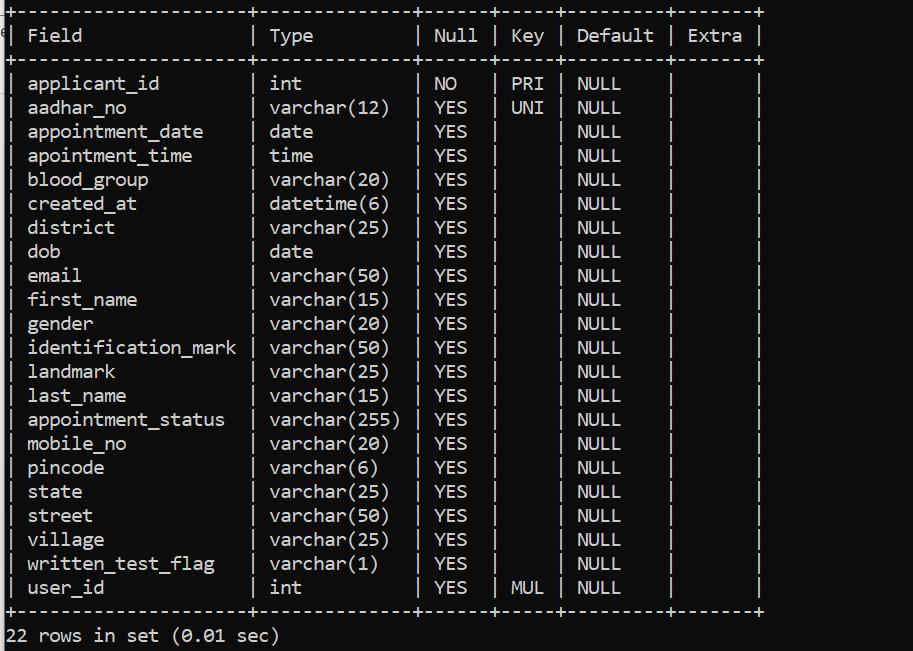 +---------------------+--------------+------+-----+---------+-------+
| Field | Type | Null | Key | Default | Extra |
+---------------------+--------------+------+-----+---------+-------+
| applicant_id | int | NO | PRI | NULL | |
| aadhar_no | varchar(12) | YES | UNI | NULL | |
| appointment_date | date | YES | | NULL | |
| apointment_time | time | YES | | NULL | |
| blood_group | varchar(20) | YES | | NULL | |
| created_at | datetime(6) | YES | | NULL | |
| district | varchar(25) | YES | | NULL | |
| dob | date | YES | | NULL | |
| email | varchar(50) | YES | | NULL | |
| first_name | varchar(15) | YES | | NULL | |
| gender | varchar(20) | YES | | NULL | |
| identification_mark | varchar(50) | YES | | NULL | |
| landmark | varchar(25) | YES | | NULL | |
| last_name | varchar(15) | YES | | NULL | |
| appointment_status | varchar(255) | YES | | NULL | |
| mobile_no | varchar(20) | YES | | NULL | |
| pincode | varchar(6) | YES | | NULL | |
| state | varchar(25) | YES | | NULL | |
| street | varchar(50) | YES | | NULL | |
| village | varchar(25) | YES | | NULL | |
| written_test_flag | varchar(1) | YES | | NULL | |
| user_id | int | YES | MUL | NULL | |
+---------------------+--------------+------+-----+---------+-------+
22 rows in set (0.01 sec)